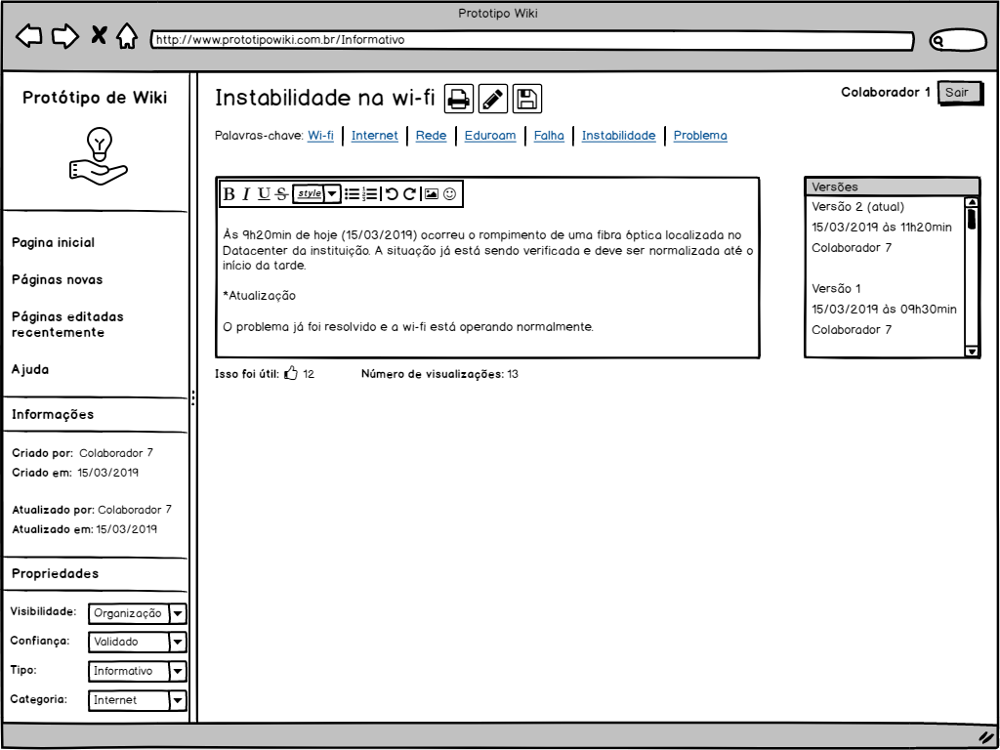 Prototipo Wiki
http://www.prototipowiki.com.br/Informativo
Protótipo de Wiki
Pagina inicial
Páginas novas
Páginas editadas
recentemente
Ajuda
Informações
Criado por: Colaborador 7
Criado em: 15/03/2019
Atualizado por: Colaborador 7
Atualizado em: 15/03/2019
Propriedades
Visibilidade: Organização
Confiança: Validado
Tipo: Informativo
Categoria: Internet
Instabilidade na wi-fi
Colaborador 1 Sair
Palavras-chave: Wi-fi | Internet | Rede | Eduroam | Falha | Instabilidade | Problema
B I U S style
Às 9h20min de hoje (15/03/2019) ocorreu o rompimento de uma fibra óptica localizada no
Datacenter da instituição. A situação já está sendo verificada e deve ser normalizada até o
início da tarde.
*Atualização
O problema já foi resolvido e a wi-fi está operando normalmente.
Isso foi útil: 12 Número de visualizações: 13
Versões
Versão 2 (atual)
15/03/2019 às 11h20min
Colaborador 7
Versão 1
15/03/2019 às 09h30min
Colaborador 7